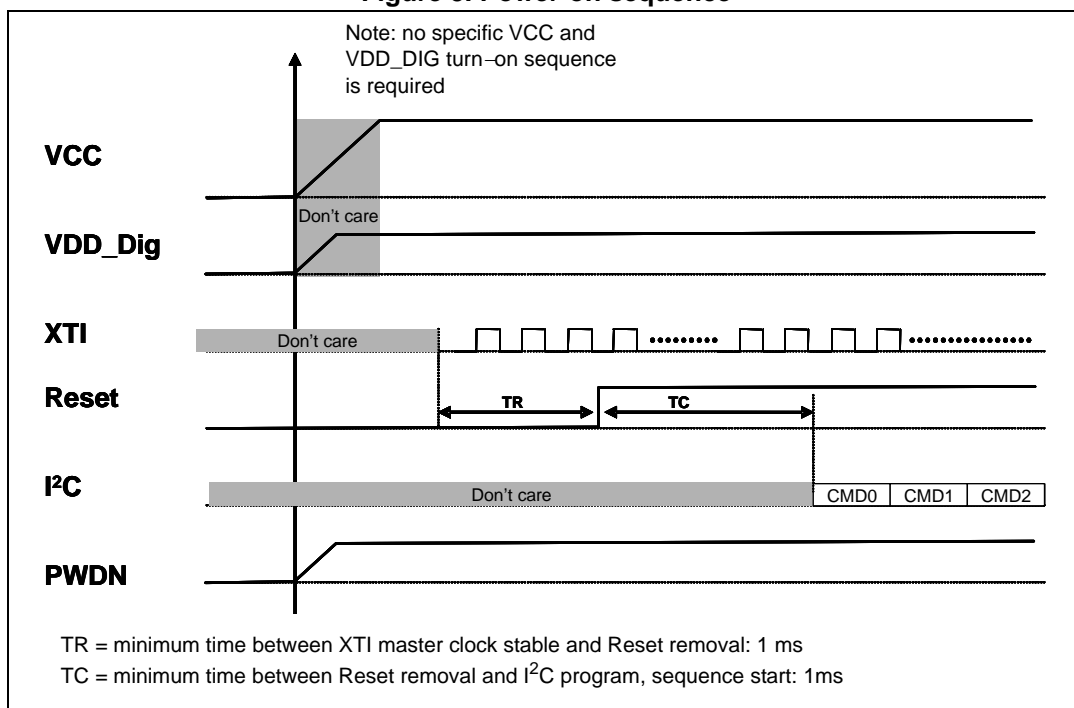 Note: no specific VCC and
VDD_DIG turn–on sequence
is required
VCC
Don't care
VDD_Dig
XTI
Don't care
Reset
TR
TC
I²C
Don't care
CMD0 CMD1 CMD2
PWDN
TR = minimum time between XTI master clock stable and Reset removal: 1 ms
TC = minimum time between Reset removal and I²C program, sequence start: 1ms